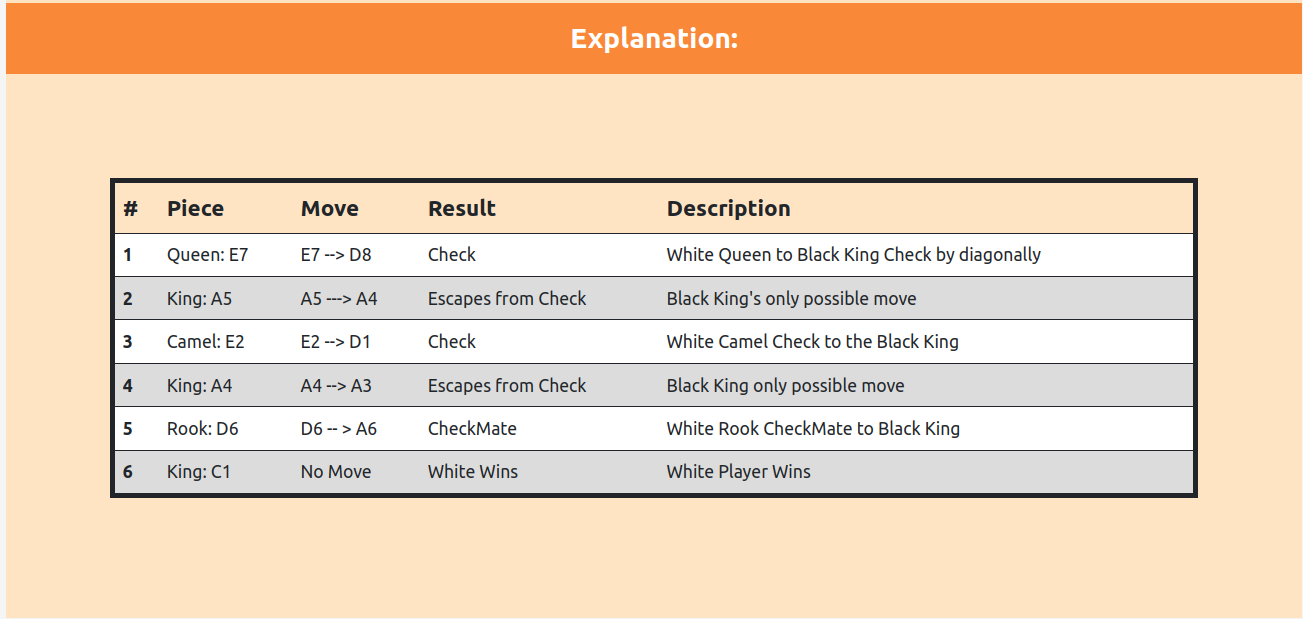 Explanation:
# Piece Move Result Description
1 Queen: E7 E7 --> D8 Check White Queen to Black King Check by diagonally
2 King: A5 A5 ---> A4 Escapes from Check Black King's only possible move
3 Camel: E2 E2 --> D1 Check White Camel Check to the Black King
4 King: A4 A4 --> A3 Escapes from Check Black King only possible move
5 Rook: D6 D6 -- > A6 CheckMate White Rook CheckMate to Black King
6 King: C1 No Move White Wins White Player Wins